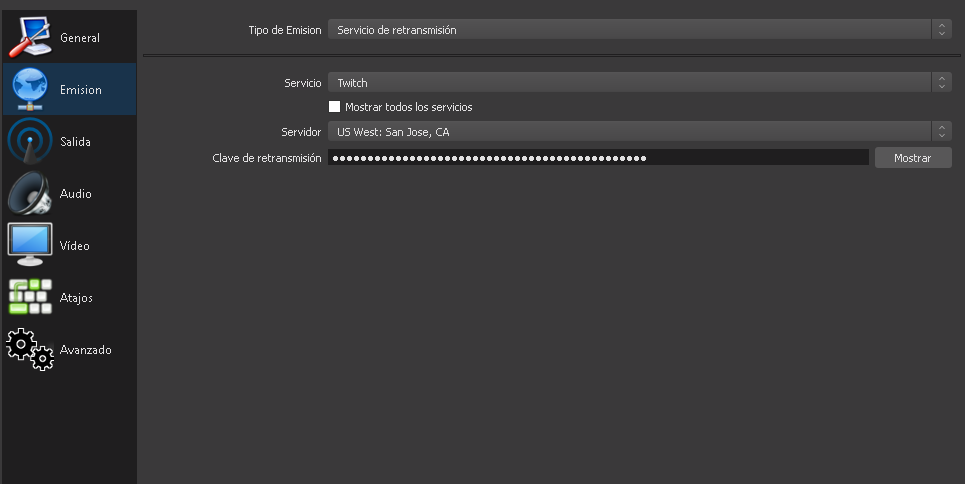 General
Emision
Salida
Audio
Vídeo
Atajos
Avanzado
Tipo de Emision Servicio de retransmisión
Servicio Twitch
Mostrar todos los servicios
Servidor US West: San Jose, CA
Clave de retransmisión ●●●●●●●●●●●●●●●●●●●●●●●●●●●●●●●●●●●●●●●●●●●●● Mostrar